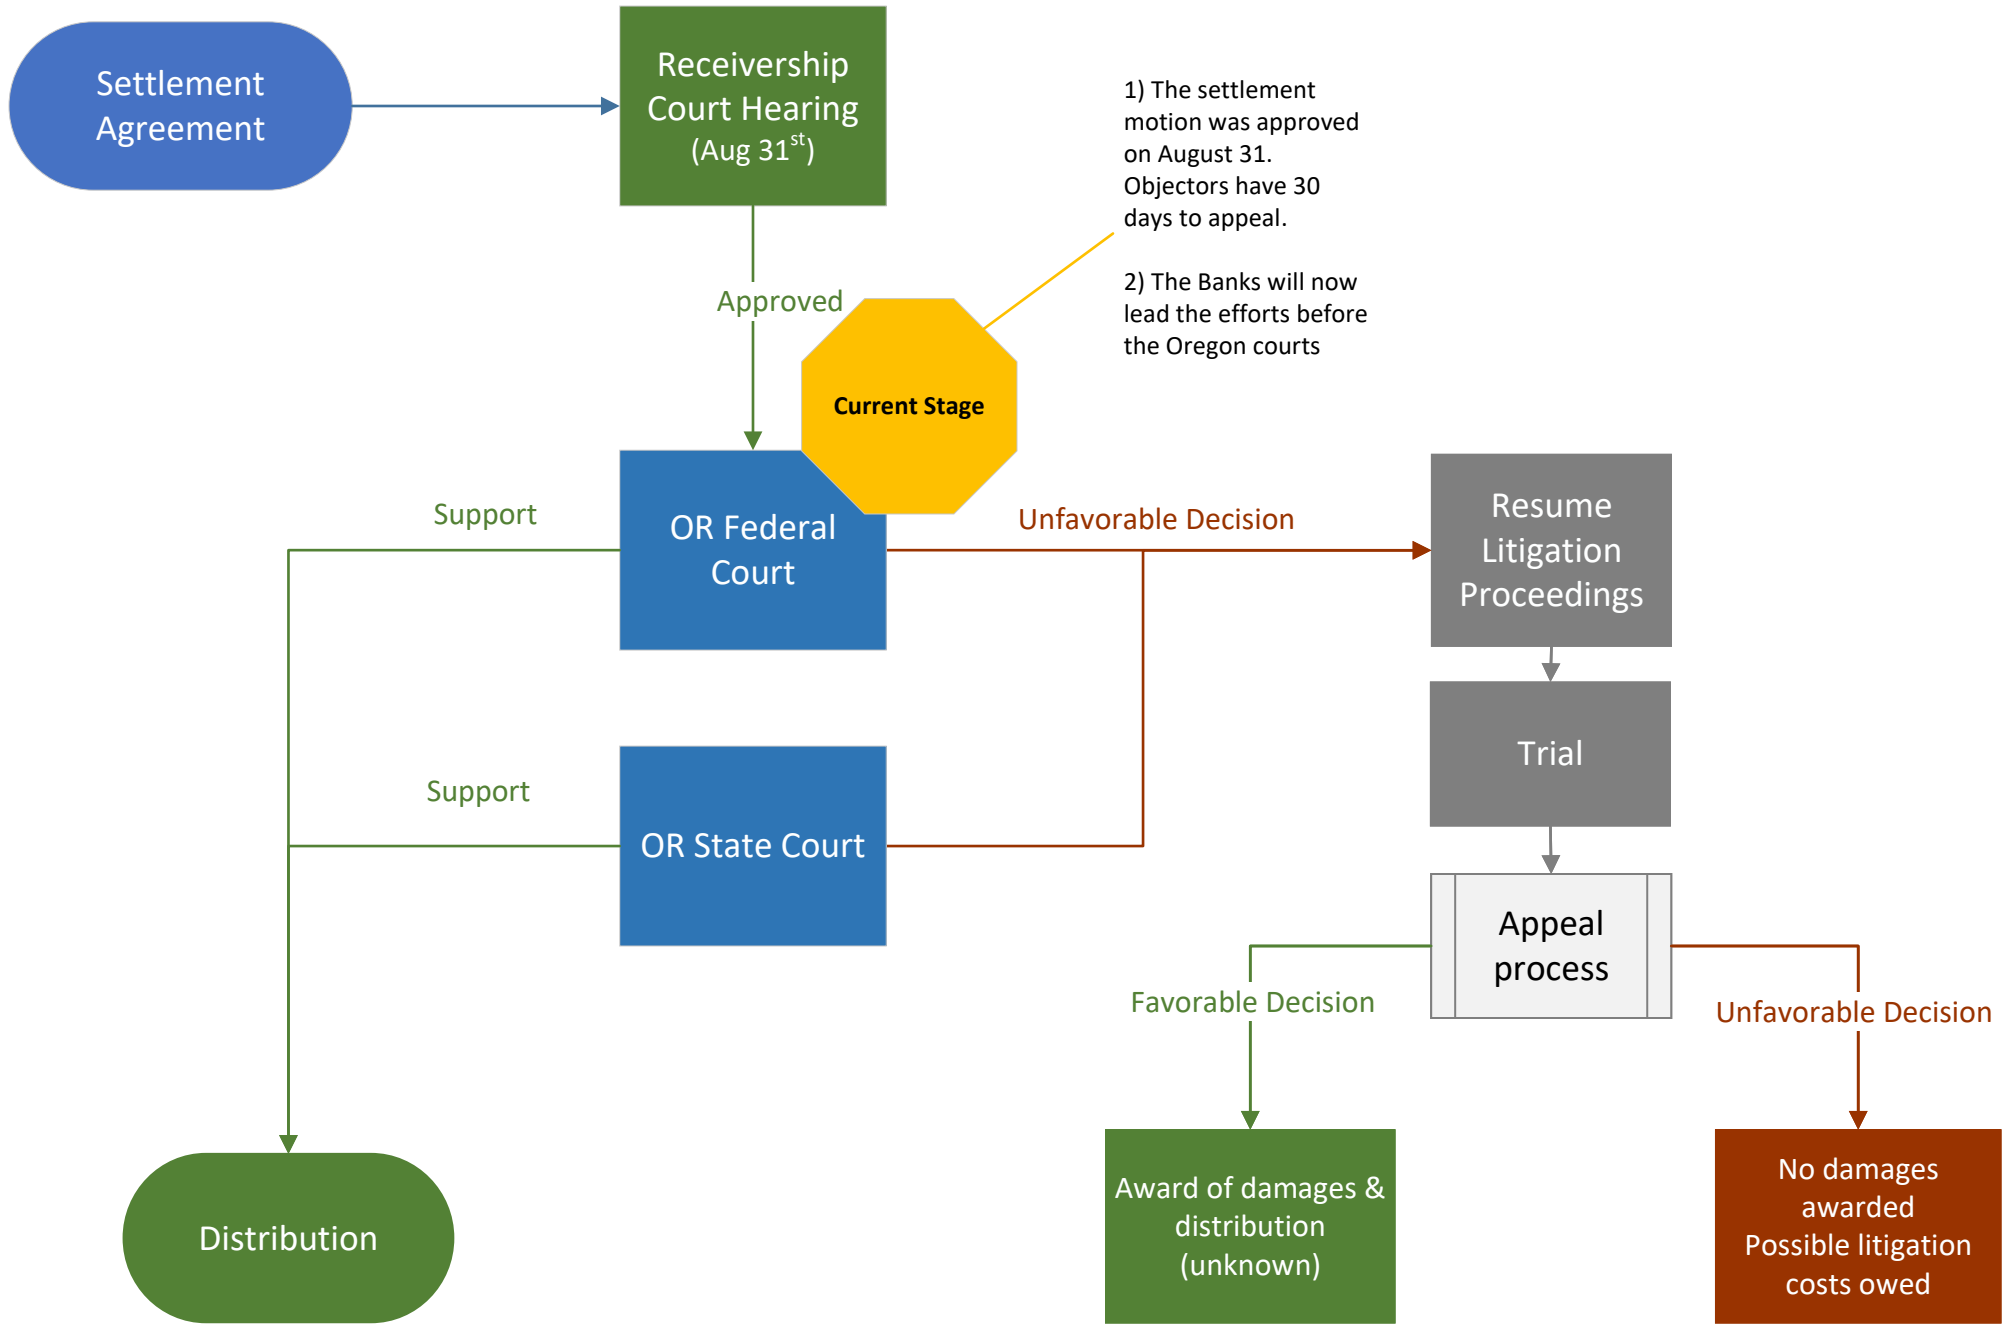 Settlement
Agreement
Receivership
Court Hearing
(Aug 31st)
1) The settlement
motion was approved
on August 31.
Objectors have 30
days to appeal.
2) The Banks will now
lead the efforts before
the Oregon courts
Approved
Current Stage
Support
OR Federal
Court
Unfavorable Decision
Resume
Litigation
Proceedings
Trial
Support
OR State Court
Appeal
process
Favorable Decision
Unfavorable Decision
Distribution
Award of damages &
distribution
(unknown)
No damages
awarded
Possible litigation
costs owed